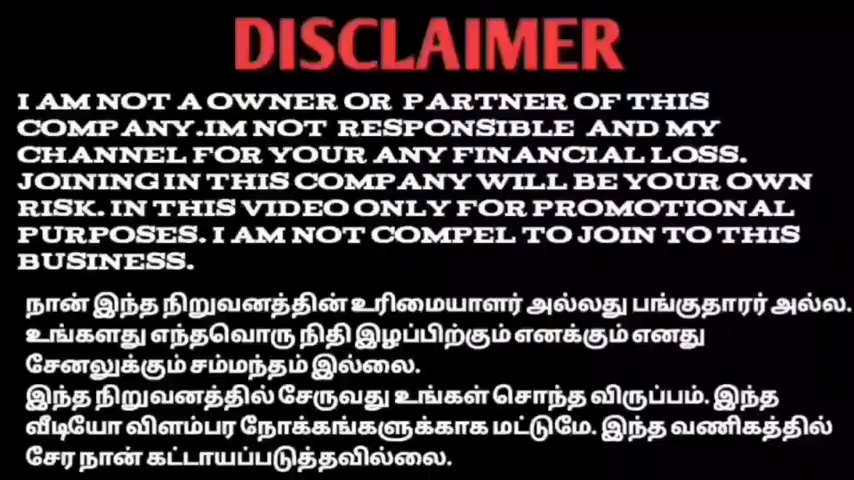 DISCLAIMER
I AM NOT A OWNER OR PARTNER OF THIS
COMPANY.IM NOT RESPONSIBLE AND MY
CHANNEL FOR YOUR ANY FINANCIAL LOSS.
JOINING IN THIS COMPANY WILL BE YOUR OWN
RISK. IN THIS VIDEO ONLY FOR PROMOTIONAL
PURPOSES. I AM NOT COMPEL TO JOIN TO THIS
BUSINESS.
நான் இந்த நிறுவனத்தின் உரிமையாளர் அல்லது பங்குதாரர் அல்ல.
உங்களது எந்தவொரு நிதி இழப்பிற்கும் எனக்கும் எனது
சேனலுக்கும் சம்மந்தம் இல்லை.
இந்த நிறுவனத்தில் சேருவது உங்கள் சொந்த விருப்பம். இந்த
வீடியோ விளம்பர நோக்கங்களுக்காக மட்டுமே. இந்த வணிகத்தில்
சேர நான் கட்டாயப்படுத்தவில்லை.